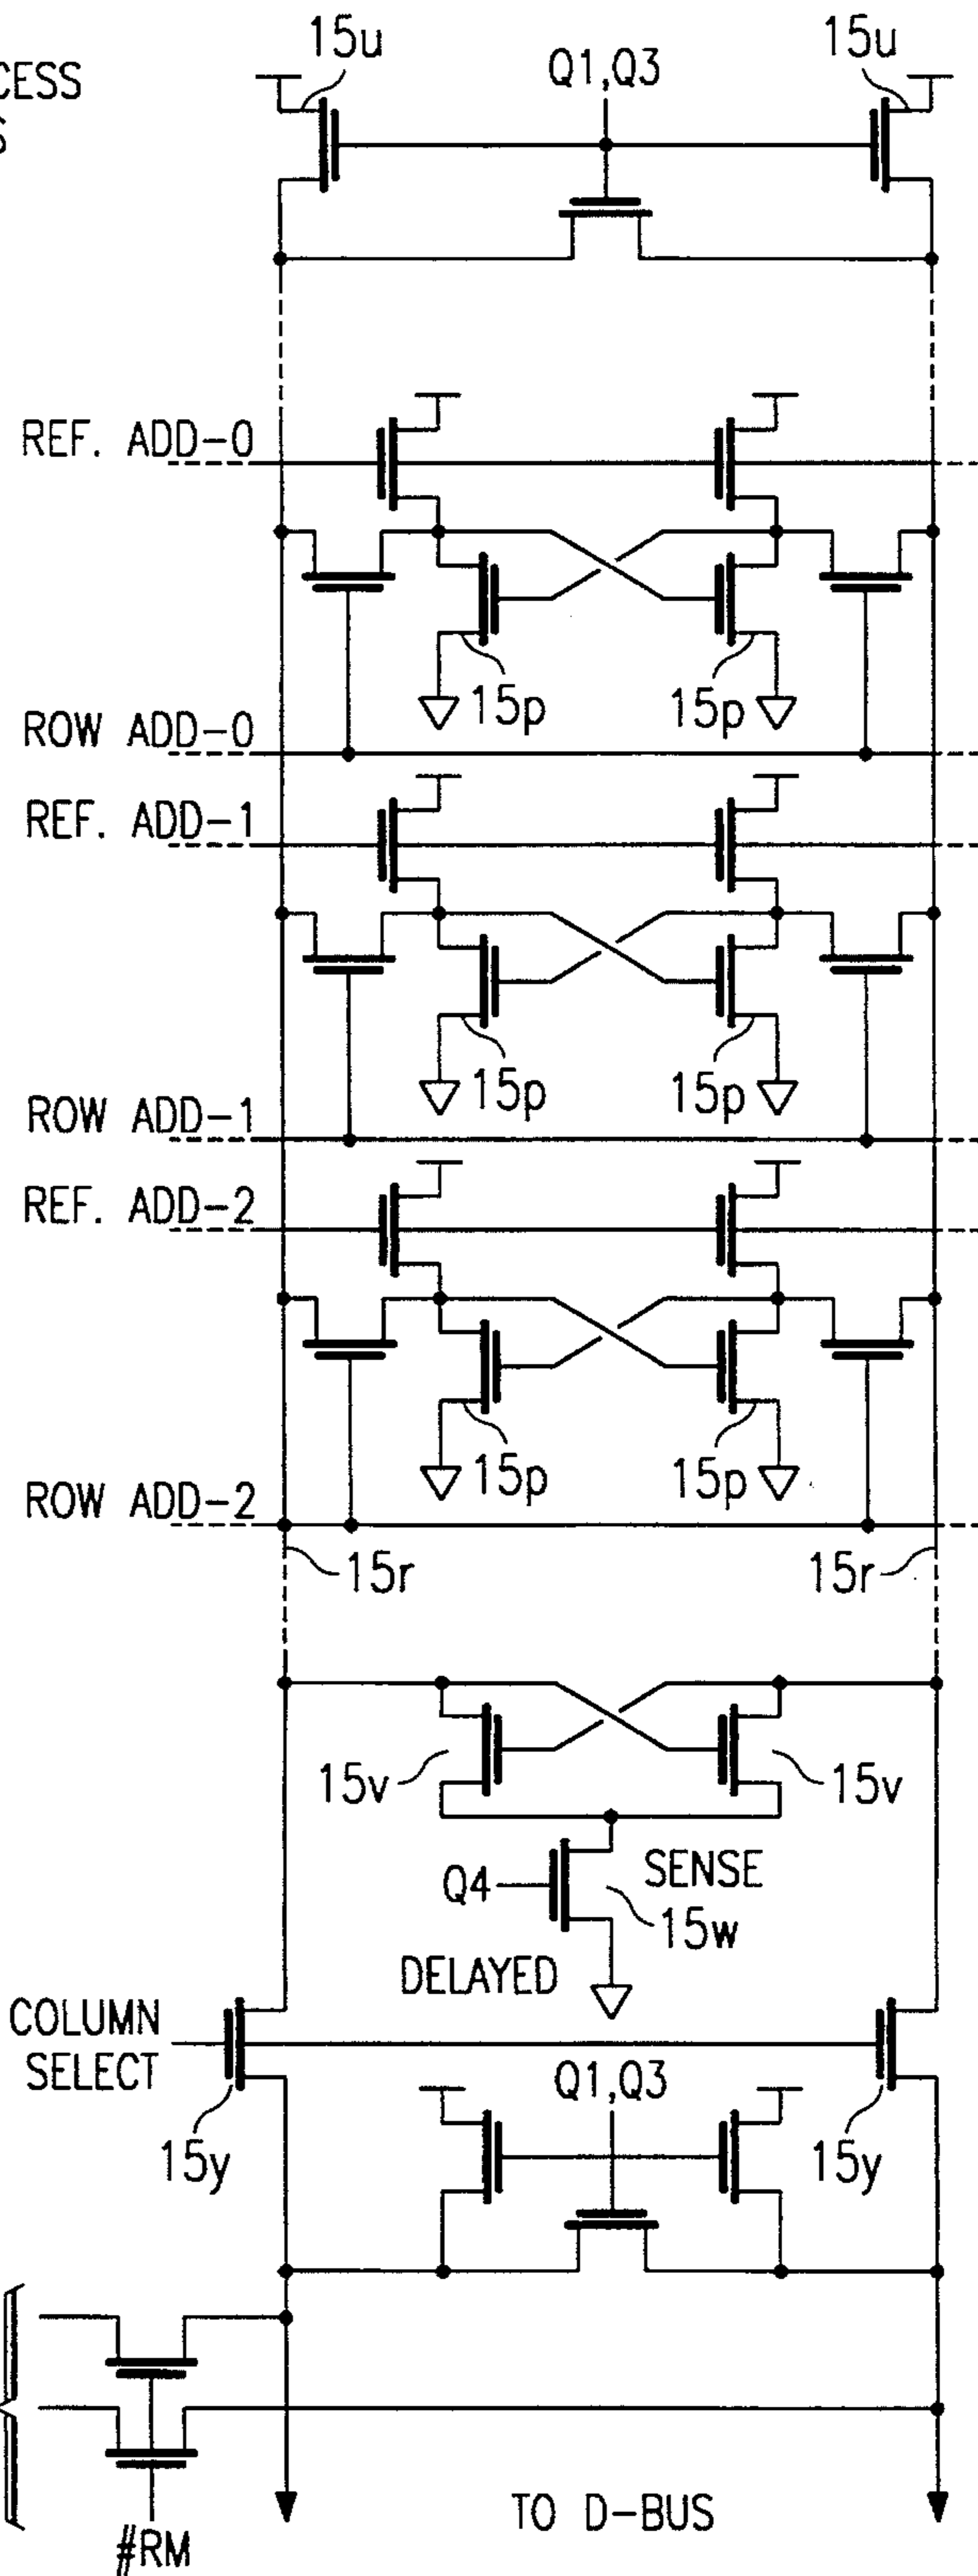 15u
15u
Q1,Q3
REF. ADD-0
15p
15p
ROW ADD-0
REF. ADD-1
15p
15p
ROW ADD-1
REF. ADD-2
15p
15p
ROW ADD-2
15r
15r
15v
15v
Q4
SENSE
15w
DELAYED
COLUMN
SELECT
Q1,Q3
15y
15y
TO D-BUS
#RM